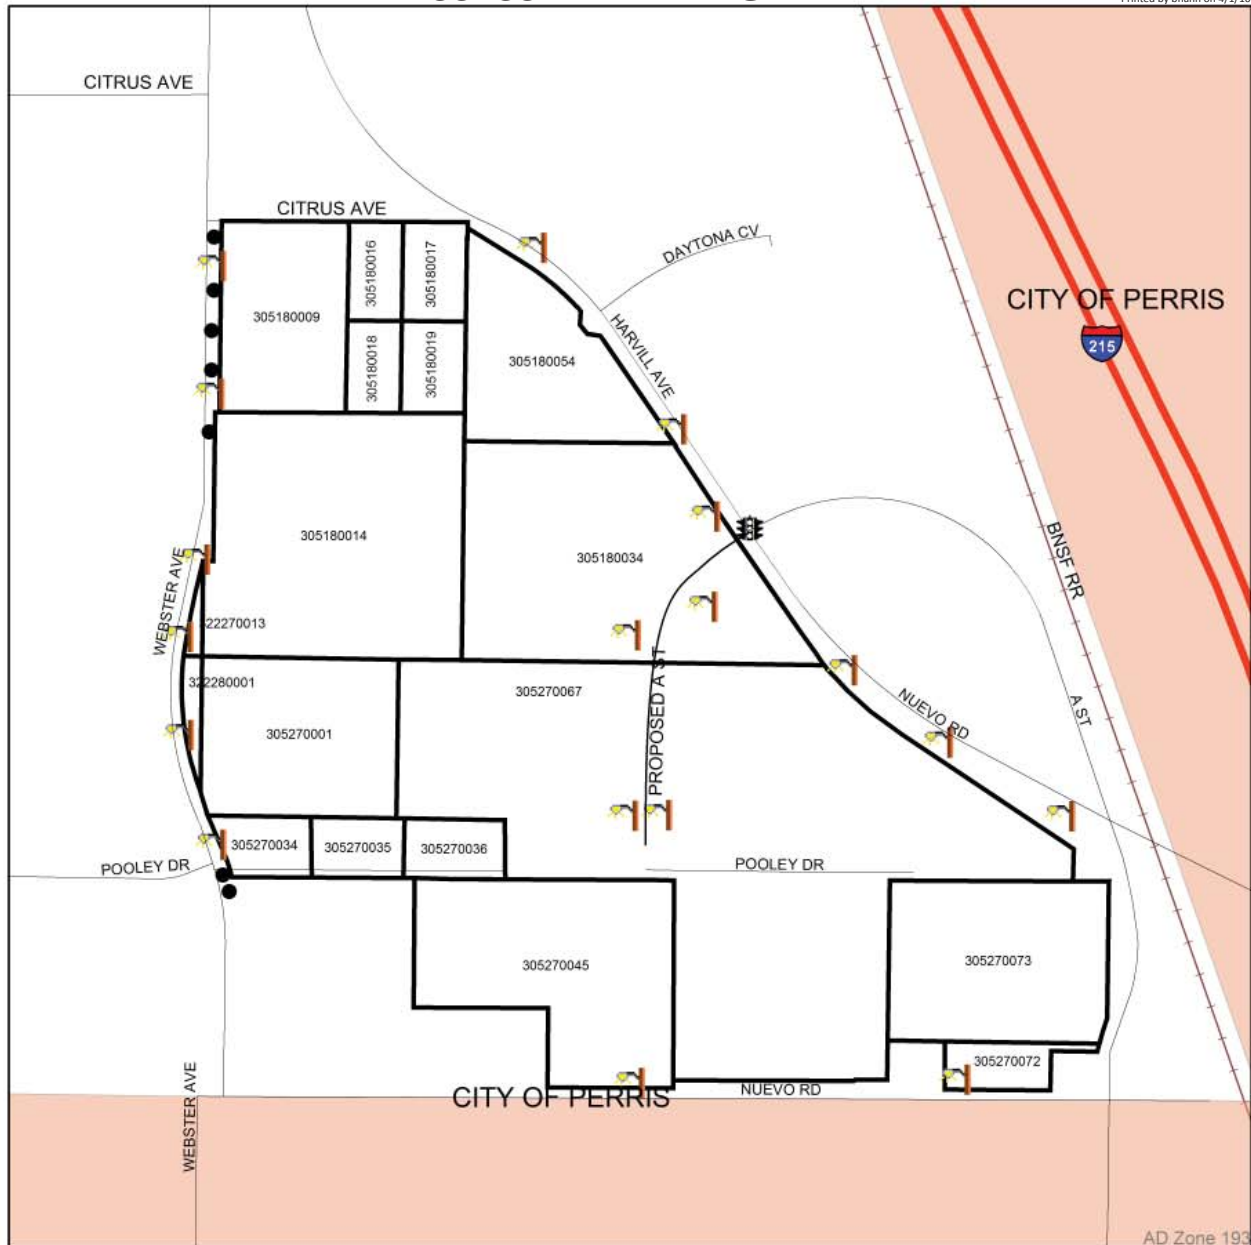 CITRUS AVE
CITRUS AVE
DAYTONA CV
305180016
305180017
305180009
CITY OF PERRIS
215
HARVILL AVE
305180018
305180019
305180054
BNSF RR
305180014
305180034
WEBSTER AVE
322270013
PROPOSED A ST
322280001
305270067
NUEVO RD
A ST
305270001
305270034
305270035
305270036
POOLEY DR
POOLEY DR
305270045
305270073
305270072
NUEVO RD
CITY OF PERRIS
WEBSTER AVE
AD Zone 193